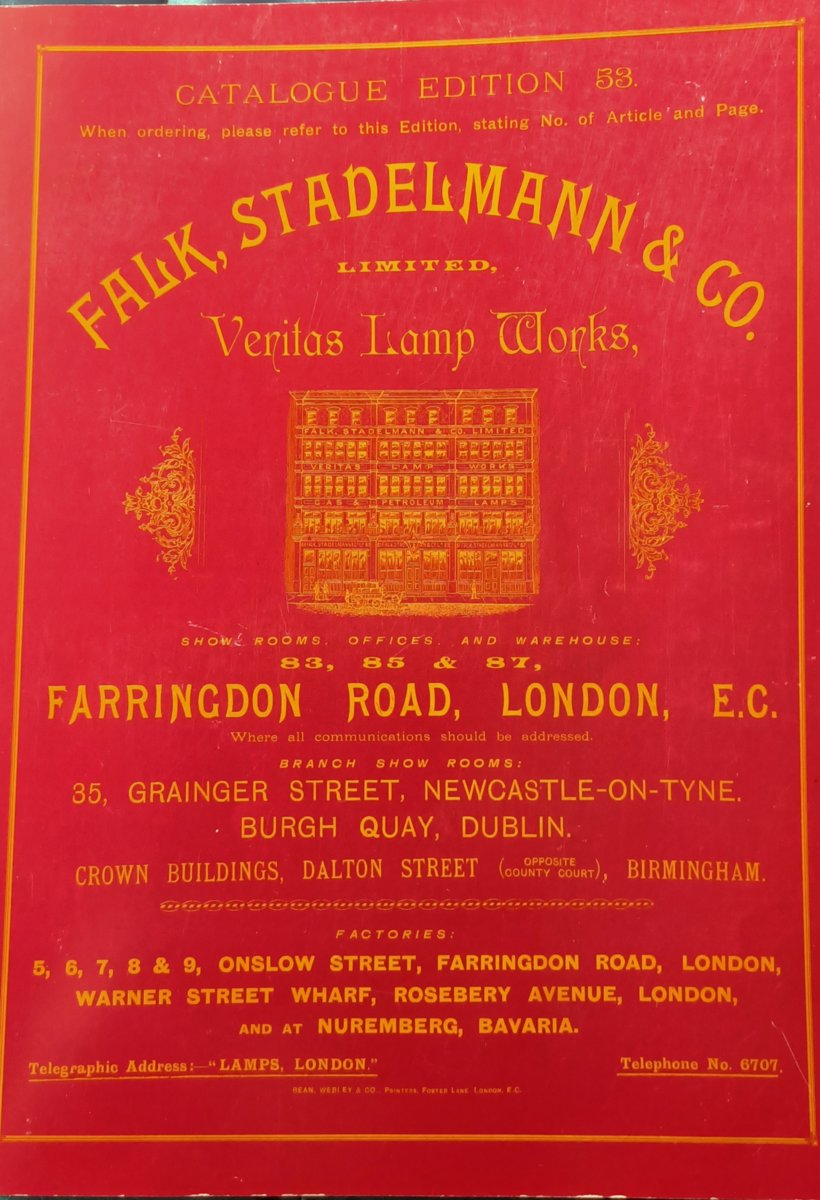 CATALOGUE EDITION 53.
When ordering, please refer to this Edition, stating No. of Article and Page.
FALK, STADELMANN & CO.
LIMITED,
Veritas Lamp Works,
FALK, STADELMANN & CO. LIMITED
VERITAS LAMP WORKS
GAS & PETROLEUM LAMPS
SHOW ROOMS, OFFICES, AND WAREHOUSE:
83, 85 & 87,
FARRINGDON ROAD, LONDON, E.C.
Where all communications should be addressed.
BRANCH SHOW ROOMS:
35, GRAINGER STREET, NEWCASTLE-ON-TYNE.
BURGH QUAY, DUBLIN.
CROWN BUILDINGS, DALTON STREET (OPPOSITE COUNTY COURT), BIRMINGHAM.
FACTORIES:
5, 6, 7, 8 & 9, ONSLOW STREET, FARRINGDON ROAD, LONDON,
WARNER STREET WHARF, ROSEBERY AVENUE, LONDON,
AND AT NUREMBERG, BAVARIA.
Telegraphic Address:—"LAMPS, LONDON." Telephone No. 6707.
BEAN, WEBLEY & CO., PRINTERS, FOSTER LANE, LONDON, E.C.